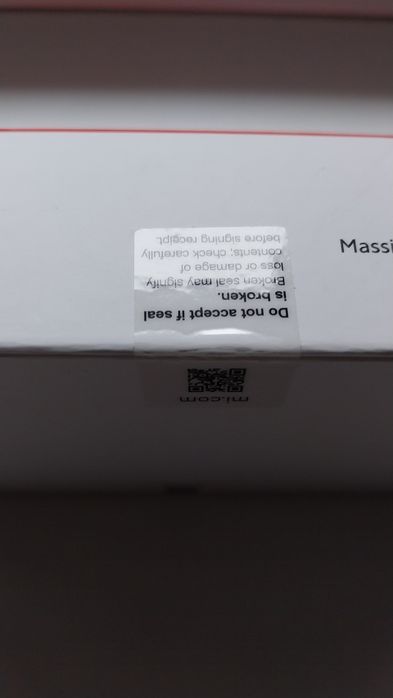 Do not accept if seal
is broken.
Broken seal may signify
loss or damage of
contents; check carefully
before signing receipt.
mi.com
Massi